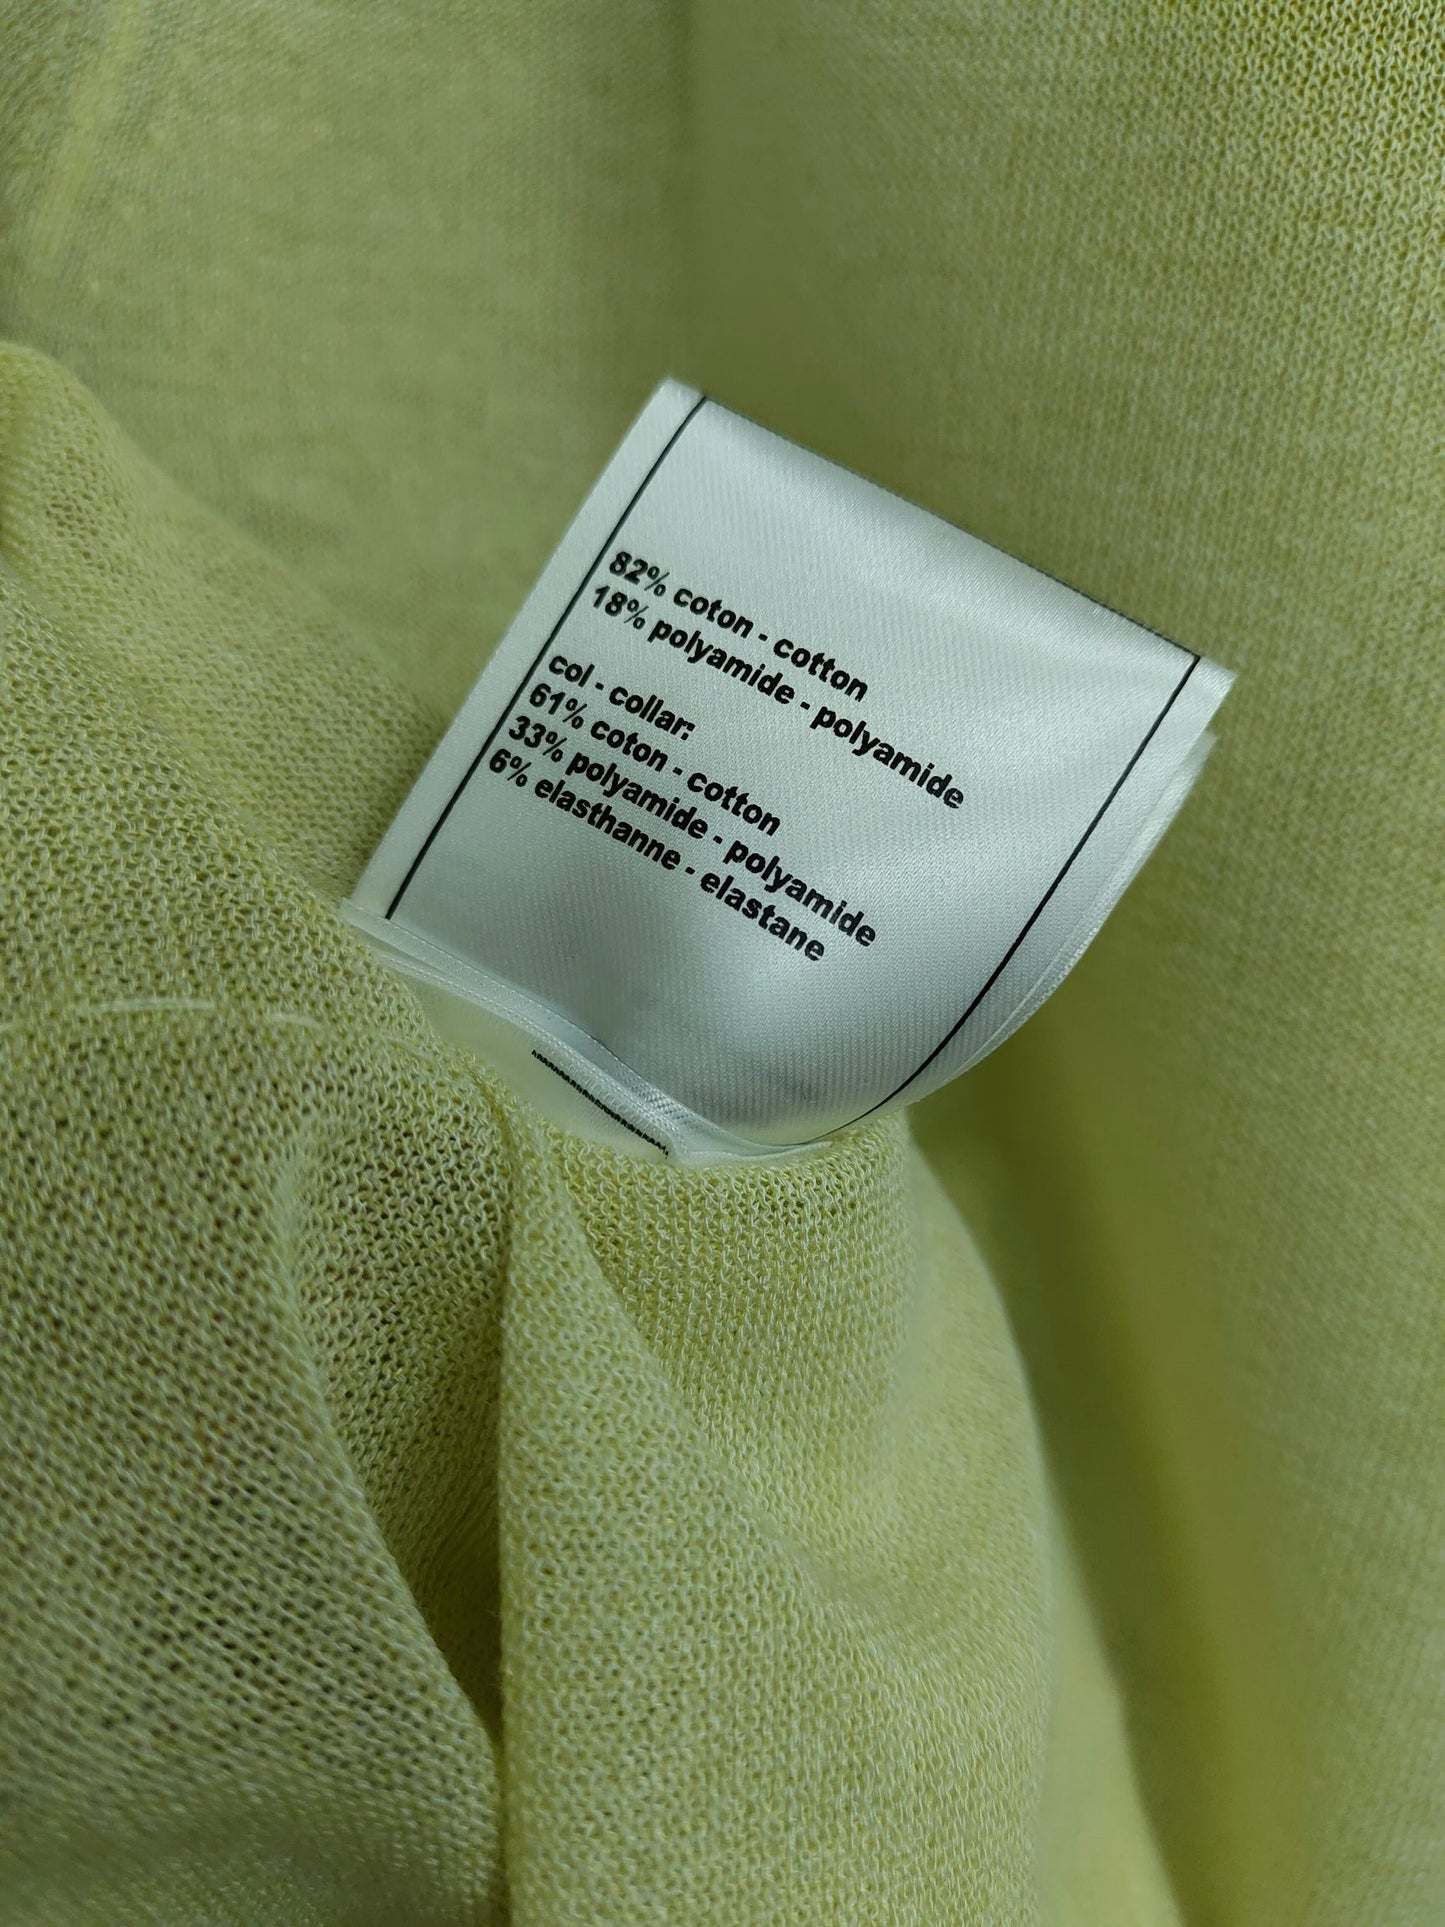 82% coton - cotton
18% polyamide - polyamide
col - collar:
61% coton - cotton
33% polyamide - polyamide
6% elasthanne - elastane